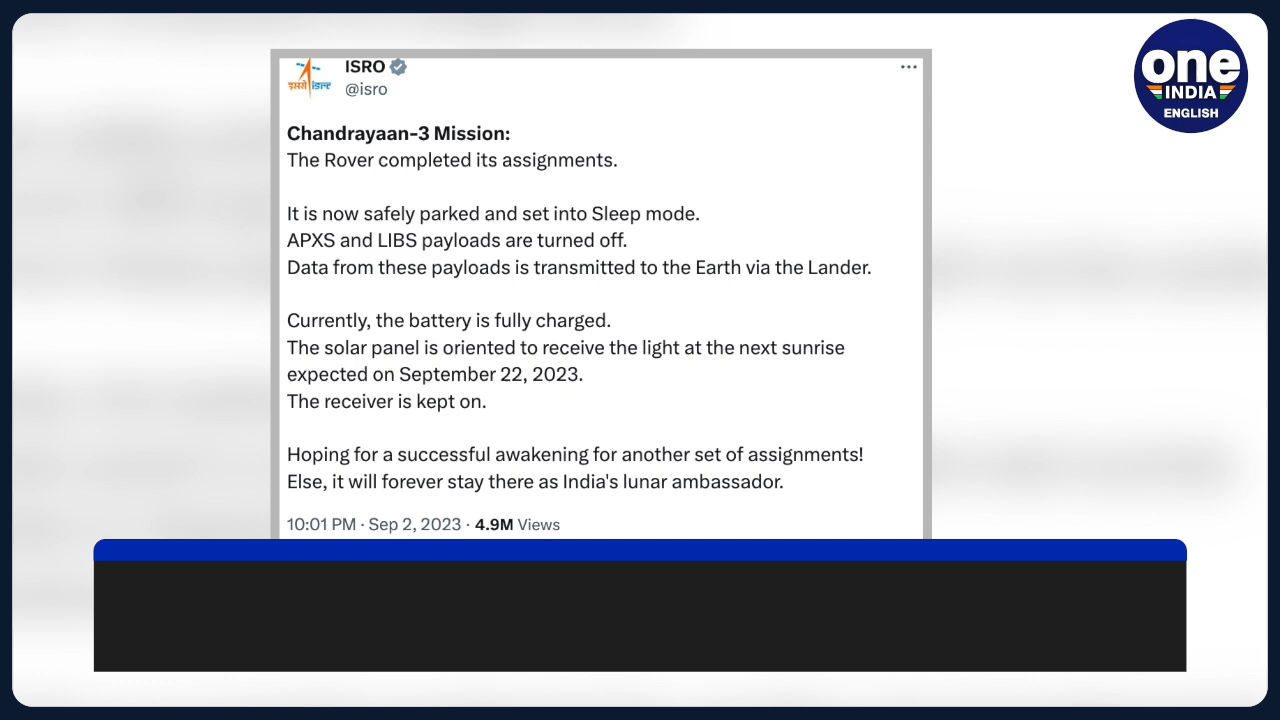 ISRO
@isro
इसरो isro
Chandrayaan-3 Mission:
The Rover completed its assignments.
It is now safely parked and set into Sleep mode.
APXS and LIBS payloads are turned off.
Data from these payloads is transmitted to the Earth via the Lander.
Currently, the battery is fully charged.
The solar panel is oriented to receive the light at the next sunrise
expected on September 22, 2023.
The receiver is kept on.
Hoping for a successful awakening for another set of assignments!
Else, it will forever stay there as India's lunar ambassador.
10:01 PM · Sep 2, 2023 · 4.9M Views
one
INDIA
ENGLISH